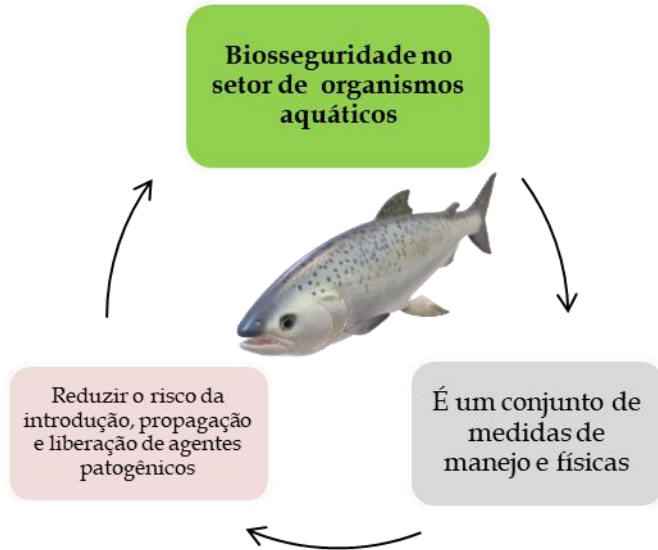 Biosseguridade no
setor de organismos
aquáticos
É um conjunto de
medidas de
manejo e físicas
Reduzir o risco da
introdução, propagação
e liberação de agentes
patogênicos